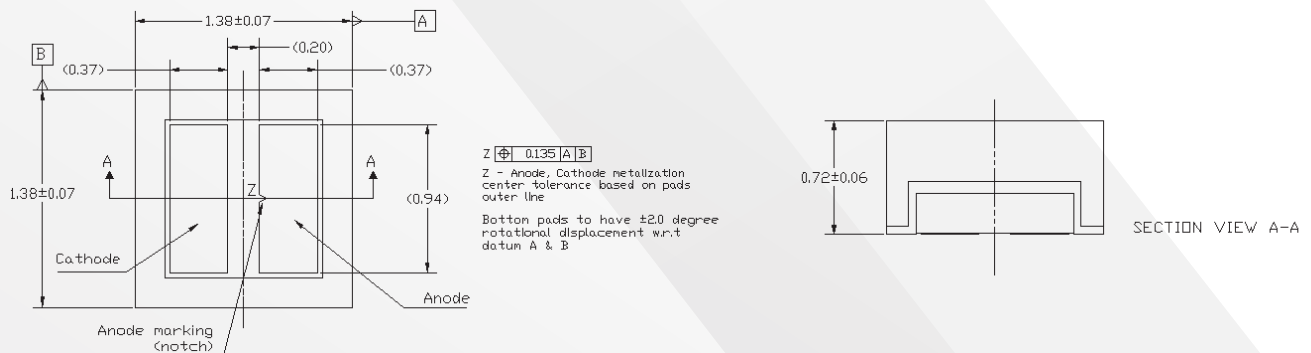 1.38±0.07
A
(0.20)
B
(0.37)
(0.37)
A
A
Z
1.38±0.07
(0.94)
Cathode
Anode
Anode marking
(notch)
Z ⌖ 0.135 A B
Z - Anode, Cathode metalization
center tolerance based on pads
outer line
Bottom pads to have ±2.0 degree
rotational displacement w.r.t
datum A & B
0.72±0.06
SECTION VIEW A-A